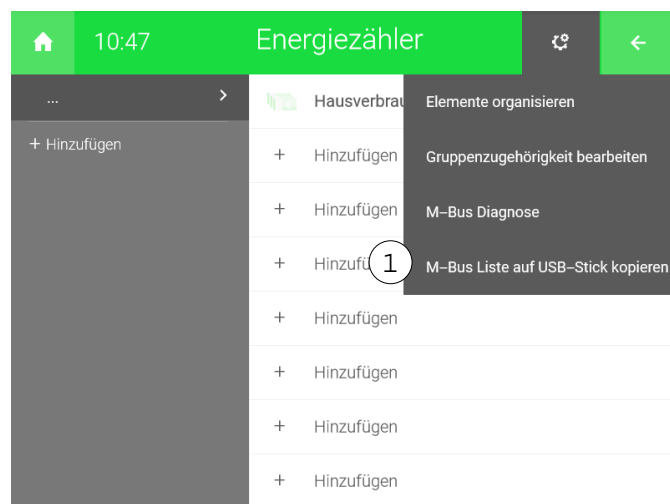 10:47
Energiezähler
...
+ Hinzufügen
Hausverbrau
Elemente organisieren
+ Hinzufügen
Gruppenzugehörigkeit bearbeiten
+ Hinzufügen
M-Bus Diagnose
+ Hinzufü
1
M-Bus Liste auf USB-Stick kopieren
+ Hinzufügen
+ Hinzufügen
+ Hinzufügen
+ Hinzufügen